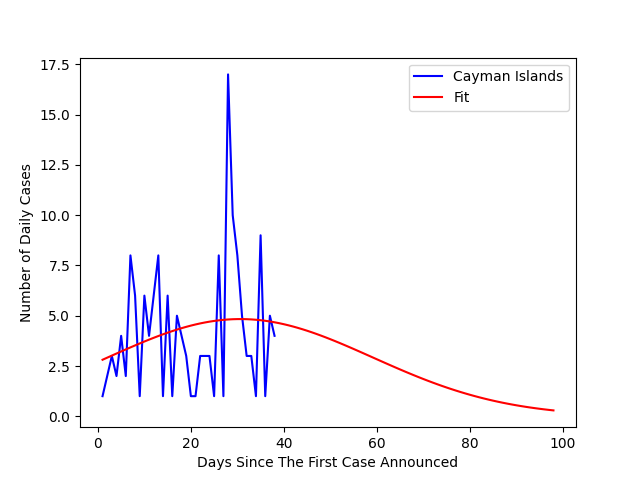 Cayman Islands
Fit
17.5
15.0
12.5
10.0
7.5
5.0
2.5
0.0
Number of Daily Cases
0 20 40 60 80 100
Days Since The First Case Announced